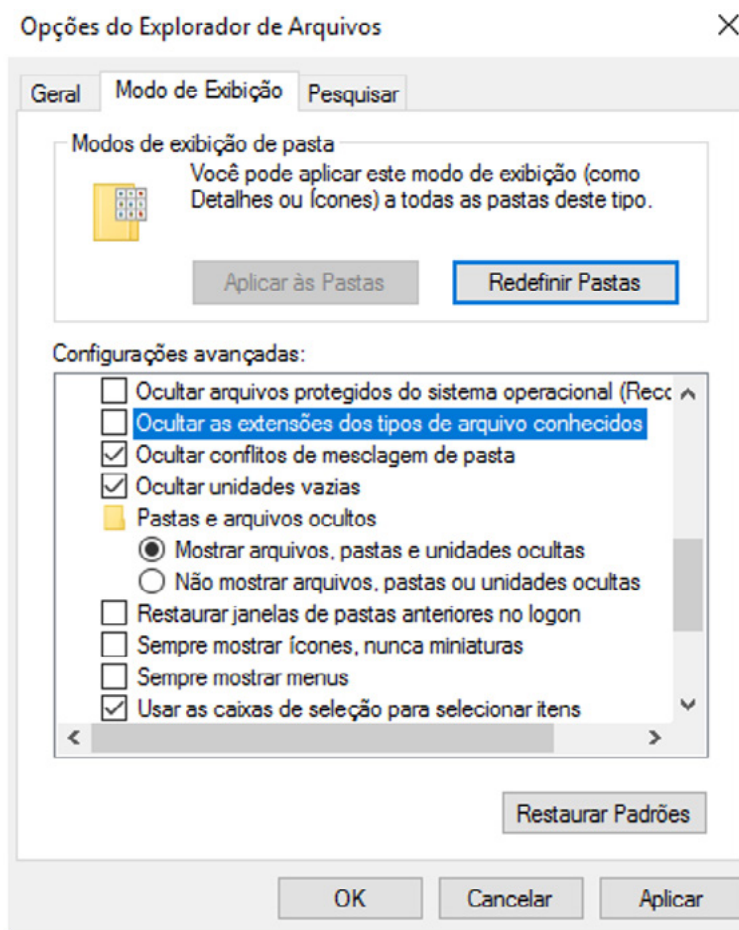 Opções do Explorador de Arquivos
Geral
Modo de Exibição
Pesquisar
Modos de exibição de pasta
Você pode aplicar este modo de exibição (como
Detalhes ou Ícones) a todas as pastas deste tipo.
Aplicar às Pastas
Redefinir Pastas
Configurações avançadas:
Ocultar arquivos protegidos do sistema operacional (Recc
Ocultar as extensões dos tipos de arquivo conhecidos
Ocultar conflitos de mesclagem de pasta
Ocultar unidades vazias
Pastas e arquivos ocultos
Mostrar arquivos, pastas e unidades ocultas
Não mostrar arquivos, pastas ou unidades ocultas
Restaurar janelas de pastas anteriores no logon
Sempre mostrar ícones, nunca miniaturas
Sempre mostrar menus
Usar as caixas de seleção para selecionar itens
Restaurar Padrões
OK
Cancelar
Aplicar